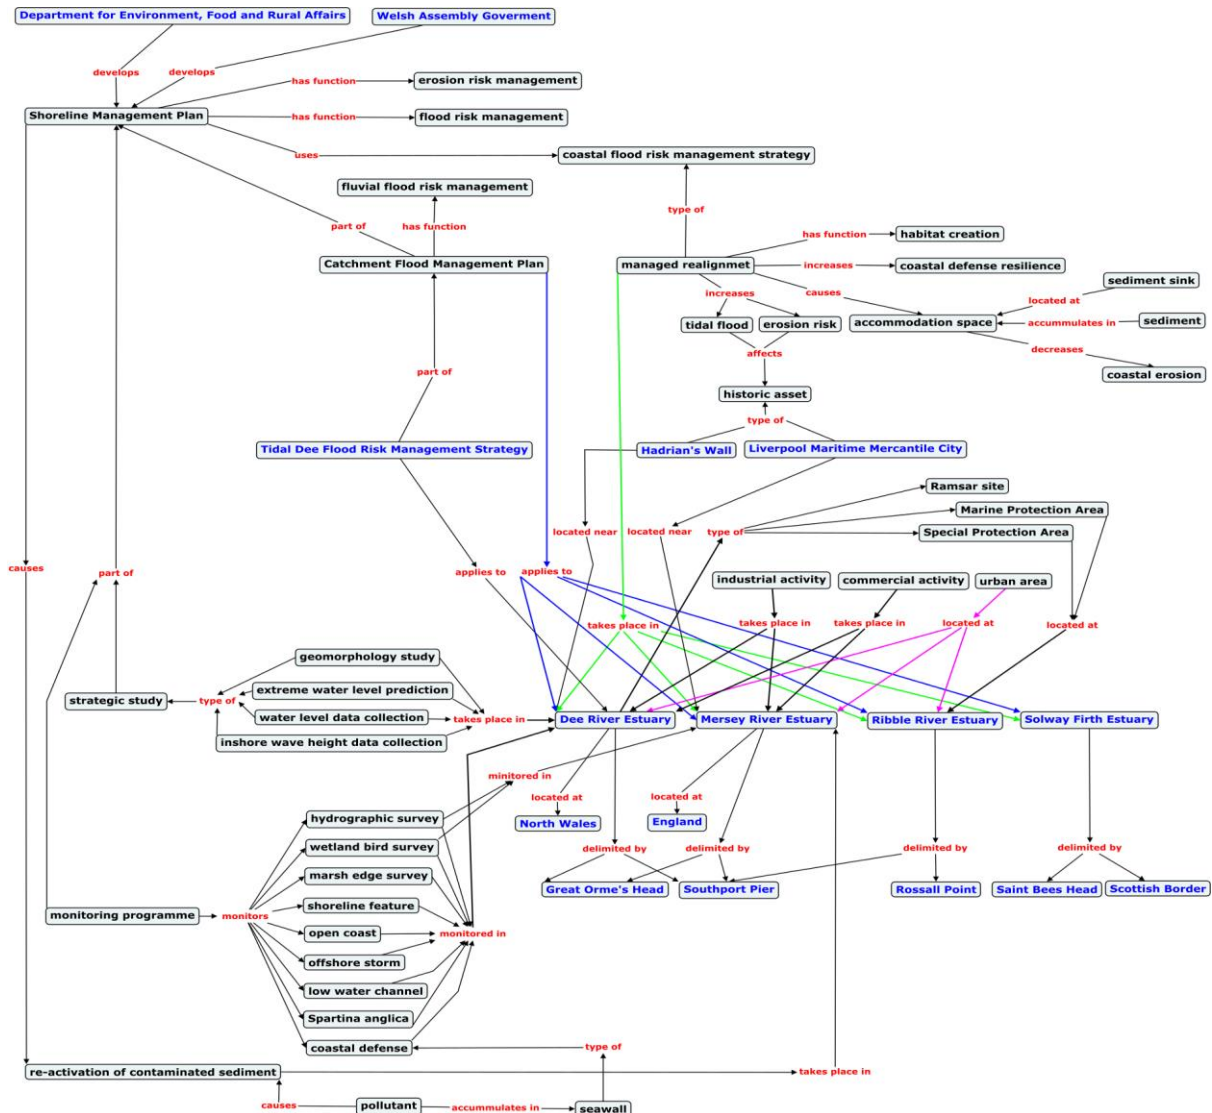 Department for Environment, Food and Rural Affairs
Welsh Assembly Goverment
develops
develops
has function
erosion risk management
Shoreline Management Plan
has function
flood risk management
uses
coastal flood risk management strategy
fluvial flood risk management
type of
part of
has function
has function
habitat creation
Catchment Flood Management Plan
managed realignmet
increases
coastal defense resilience
sediment sink
increases
causes
located at
tidal flood
erosion risk
accommodation space
accumulates in
sediment
affects
decreases
part of
coastal erosion
historic asset
type of
Tidal Dee Flood Risk Management Strategy
Hadrian's Wall
Liverpool Maritime Mercantile City
Ramsar site
Marine Protection Area
located near
located near
type of
Special Protection Area
causes
part of
applies to
applies to
industrial activity
commercial activity
urban area
takes place in
takes place in
takes place in
located at
located at
geomorphology study
extreme water level prediction
strategic study
type of
water level data collection
takes place in
Dee River Estuary
Mersey River Estuary
Ribble River Estuary
Solway Firth Estuary
inshore wave height data collection
minitored in
located at
located at
hydrographic survey
North Wales
England
wetland bird survey
delimited by
delimited by
delimited by
delimited by
marsh edge survey
Great Orme's Head
Southport Pier
Rossall Point
Saint Bees Head
Scottish Border
monitoring programme
monitors
shoreline feature
open coast
monitored in
offshore storm
low water channel
Spartina anglica
coastal defense
type of
re-activation of contaminated sediment
takes place in
causes
pollutant
accumulates in
seawall